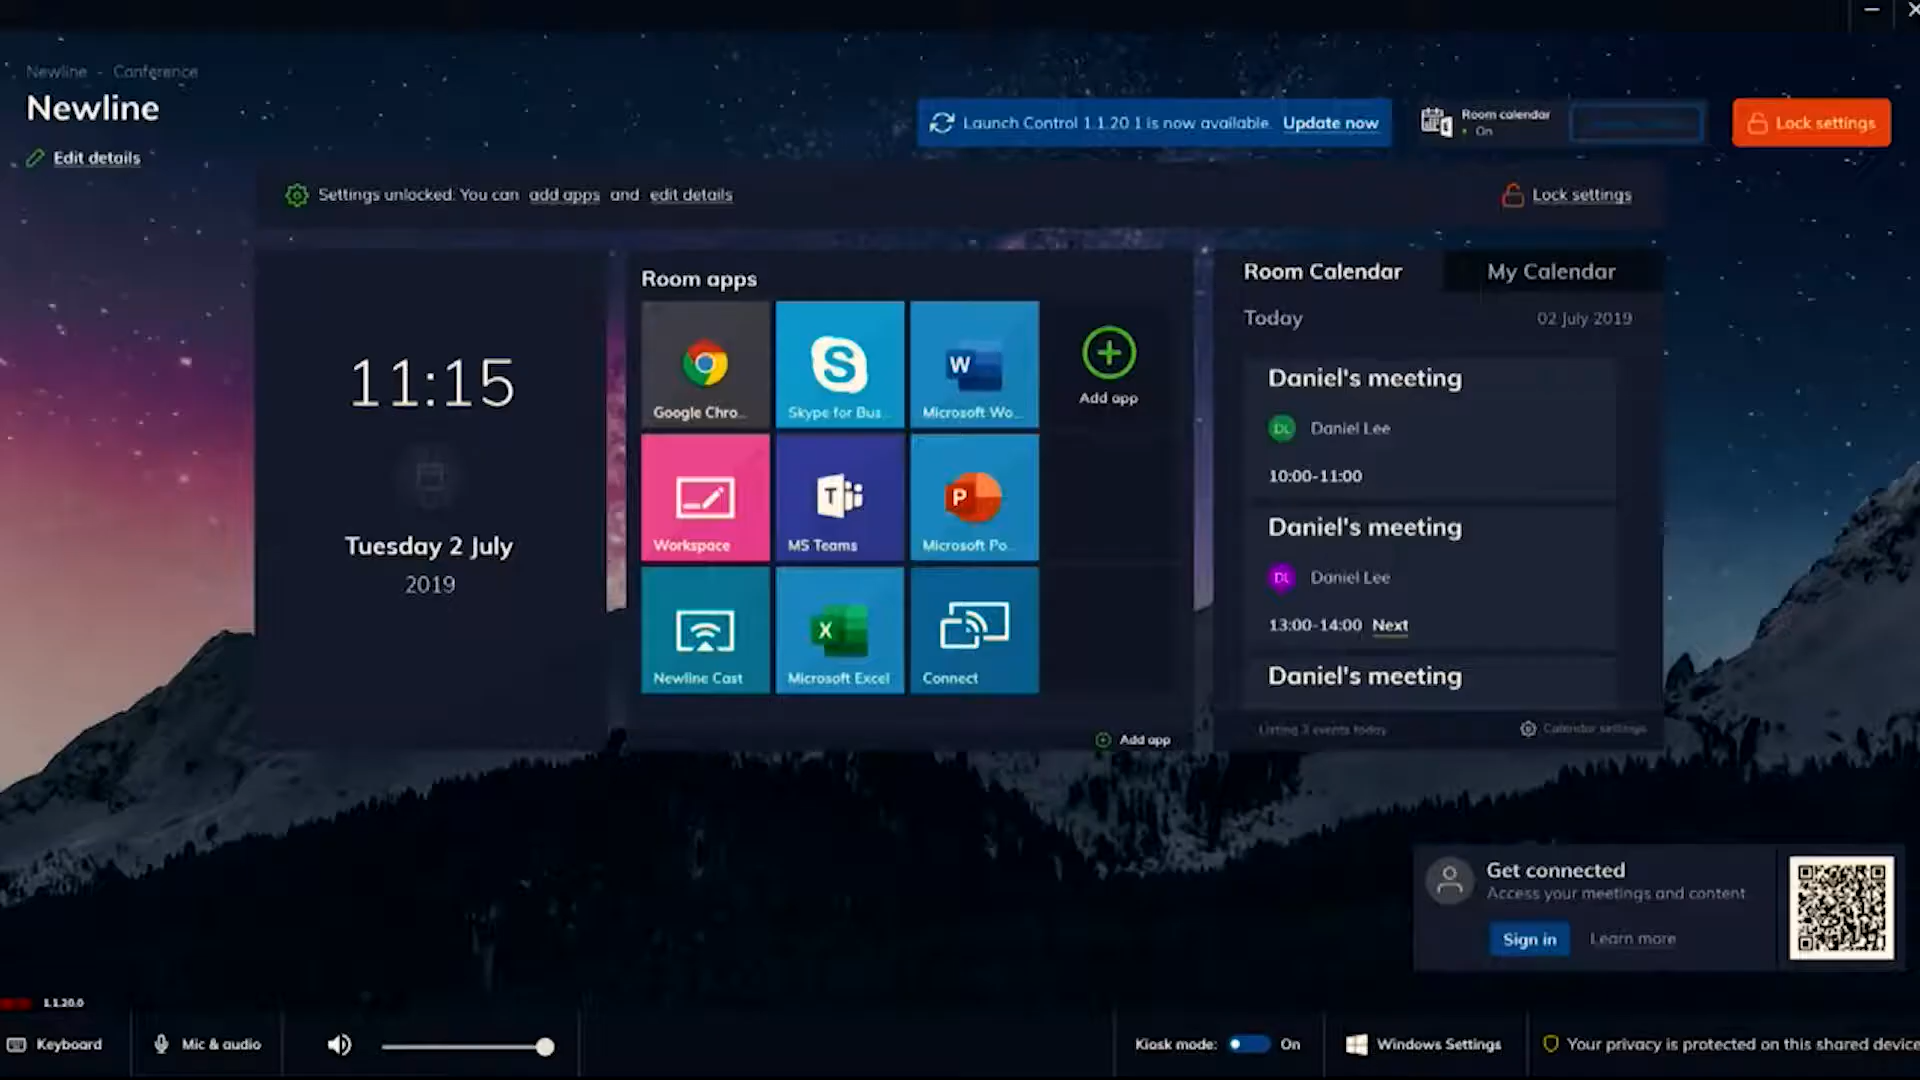 Newline - Conference
Newline
Edit details
Launch Control 1.1.20.1 is now available. Update now
Room calendar
On
Lock settings
Settings unlocked. You can add apps and edit details
Lock settings
11:15
Tuesday 2 July
2019
Room apps
Google Chro...
Skype for Bus...
Microsoft Wo...
Add app
Workspace
MS Teams
Microsoft Po...
Newline Cast
Microsoft Excel
Connect
Add app
Room Calendar
My Calendar
Today
02 July 2019
Daniel's meeting
DL Daniel Lee
10:00-11:00
Daniel's meeting
DL Daniel Lee
13:00-14:00 Next
Daniel's meeting
Listing 3 events today
Calendar settings
Get connected
Access your meetings and content
Sign in
Learn more
1.1.20.0
Keyboard
Mic & audio
Kiosk mode: On
Windows Settings
Your privacy is protected on this shared device